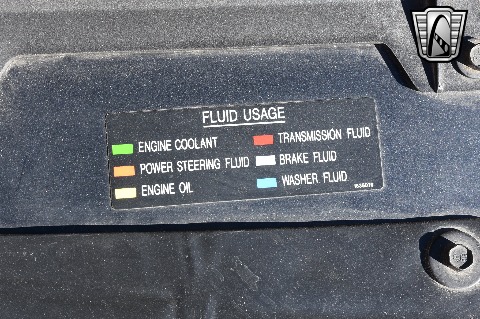 FLUID USAGE
ENGINE COOLANT
POWER STEERING FLUID
ENGINE OIL
TRANSMISSION FLUID
BRAKE FLUID
WASHER FLUID